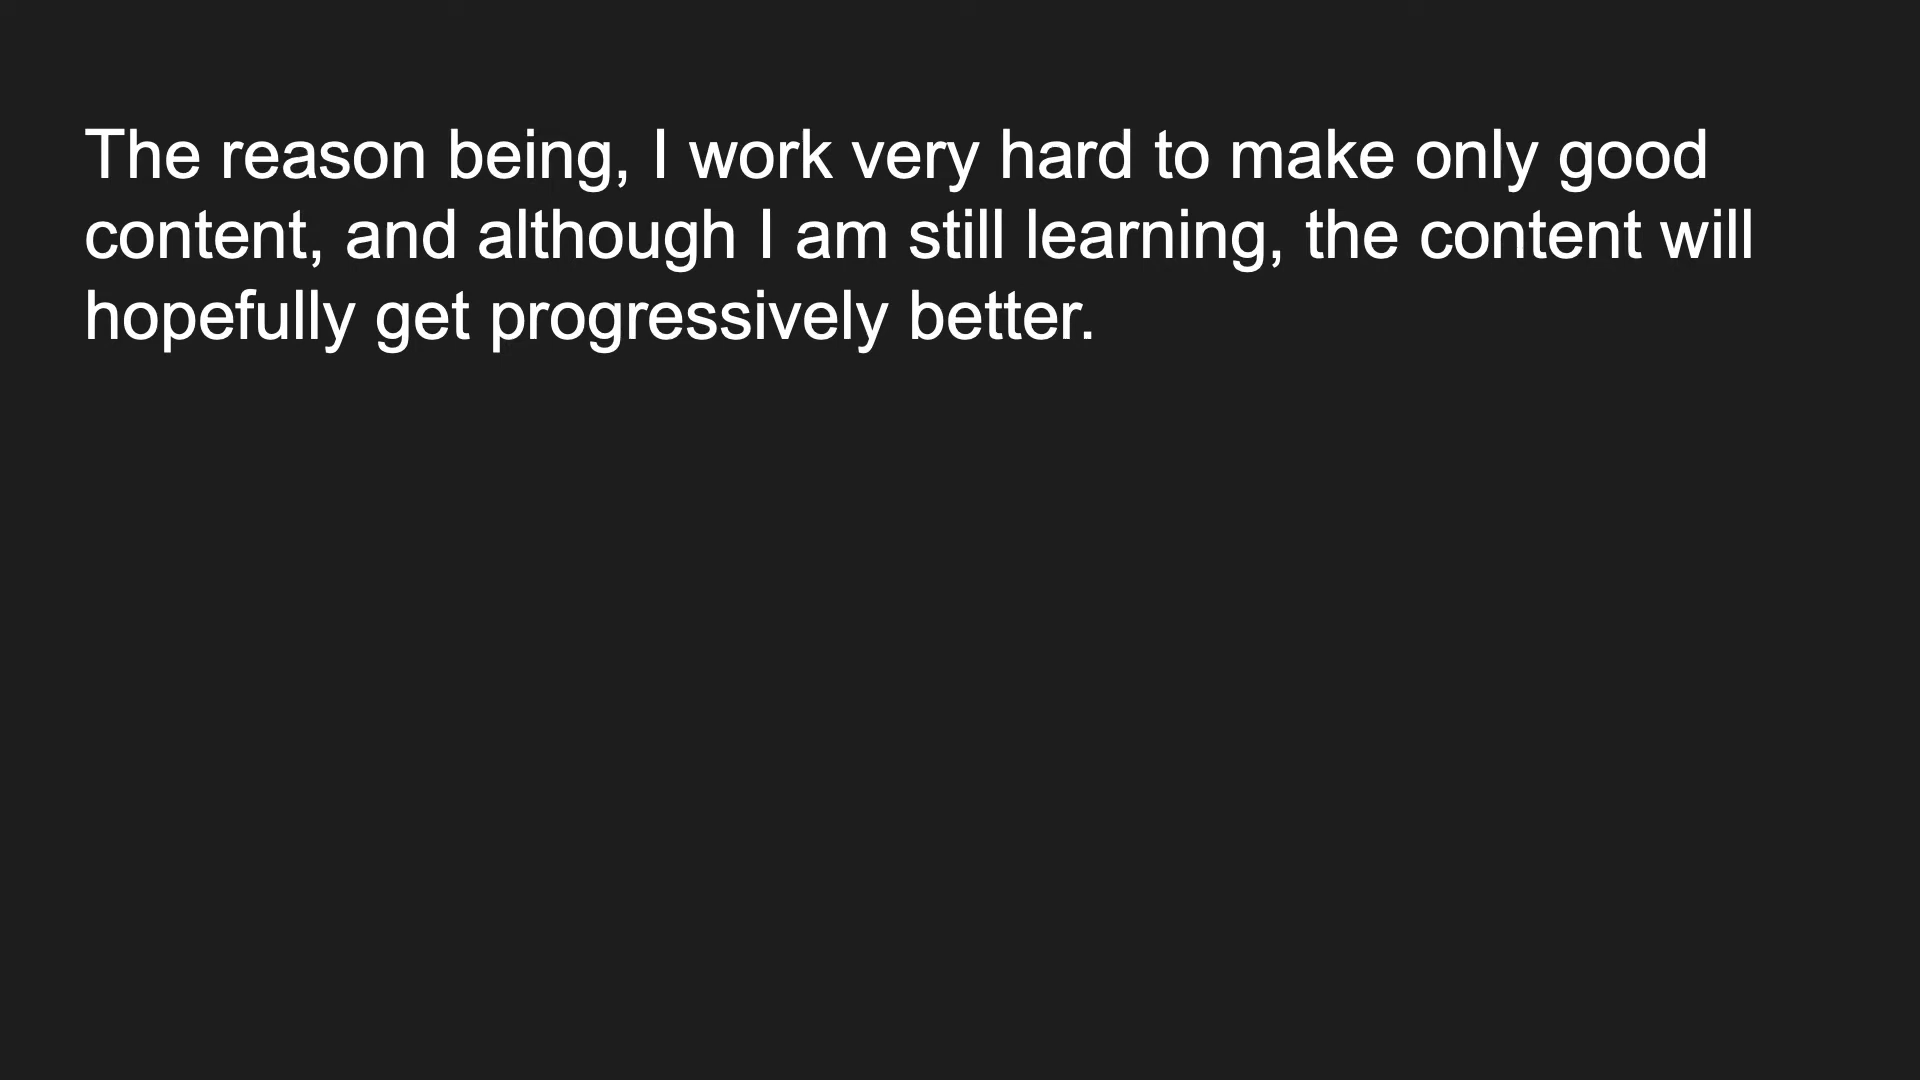 The reason being, I work very hard to make only good
content, and although I am still learning, the content will
hopefully get progressively better.